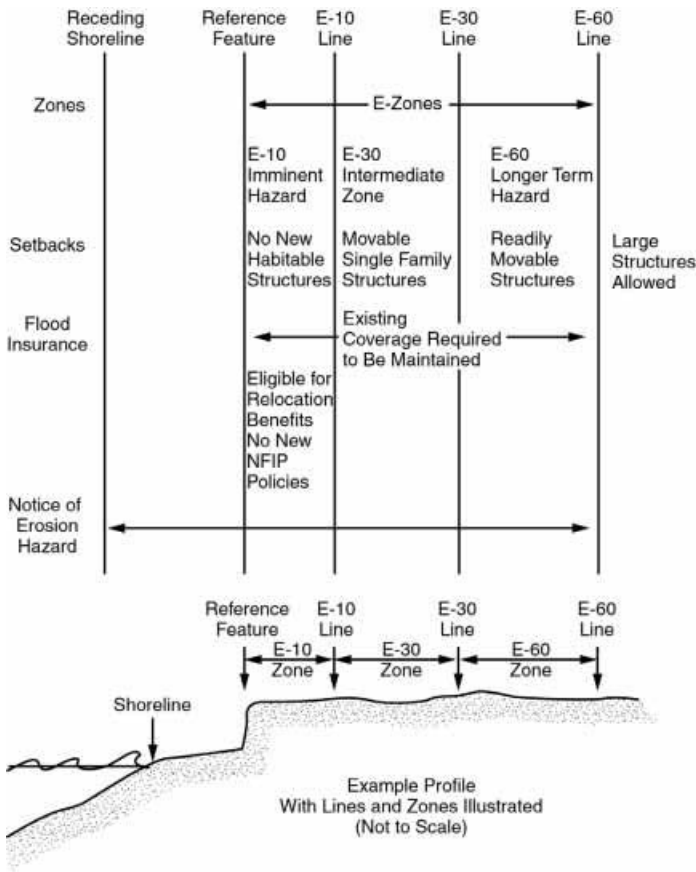 Receding
Shoreline
Reference
Feature
E-10
Line
E-30
Line
E-60
Line
Zones
E-Zones
E-10
Imminent
Hazard
E-30
Intermediate
Zone
E-60
Longer Term
Hazard
Setbacks
No New
Habitable
Structures
Movable
Single Family
Structures
Readily
Movable
Structures
Large
Structures
Allowed
Flood
Insurance
Existing
Coverage Required
to Be Maintained
Eligible for
Relocation
Benefits
No New
NFIP
Policies
Notice of
Erosion
Hazard
Reference
Feature
E-10
Line
E-30
Line
E-60
Line
E-10
Zone
E-30
Zone
E-60
Zone
Shoreline
Example Profile
With Lines and Zones Illustrated
(Not to Scale)